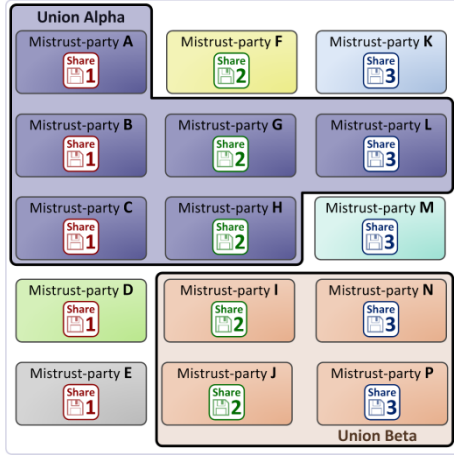 Union Alpha
Mistrust-party A
Share
1
Mistrust-party F
Share
2
Mistrust-party K
Share
3
Mistrust-party B
Share
1
Mistrust-party G
Share
2
Mistrust-party L
Share
3
Mistrust-party C
Share
1
Mistrust-party H
Share
2
Mistrust-party M
Share
3
Mistrust-party D
Share
1
Mistrust-party I
Share
2
Mistrust-party N
Share
3
Mistrust-party E
Share
1
Mistrust-party J
Share
2
Mistrust-party P
Share
3
Union Beta